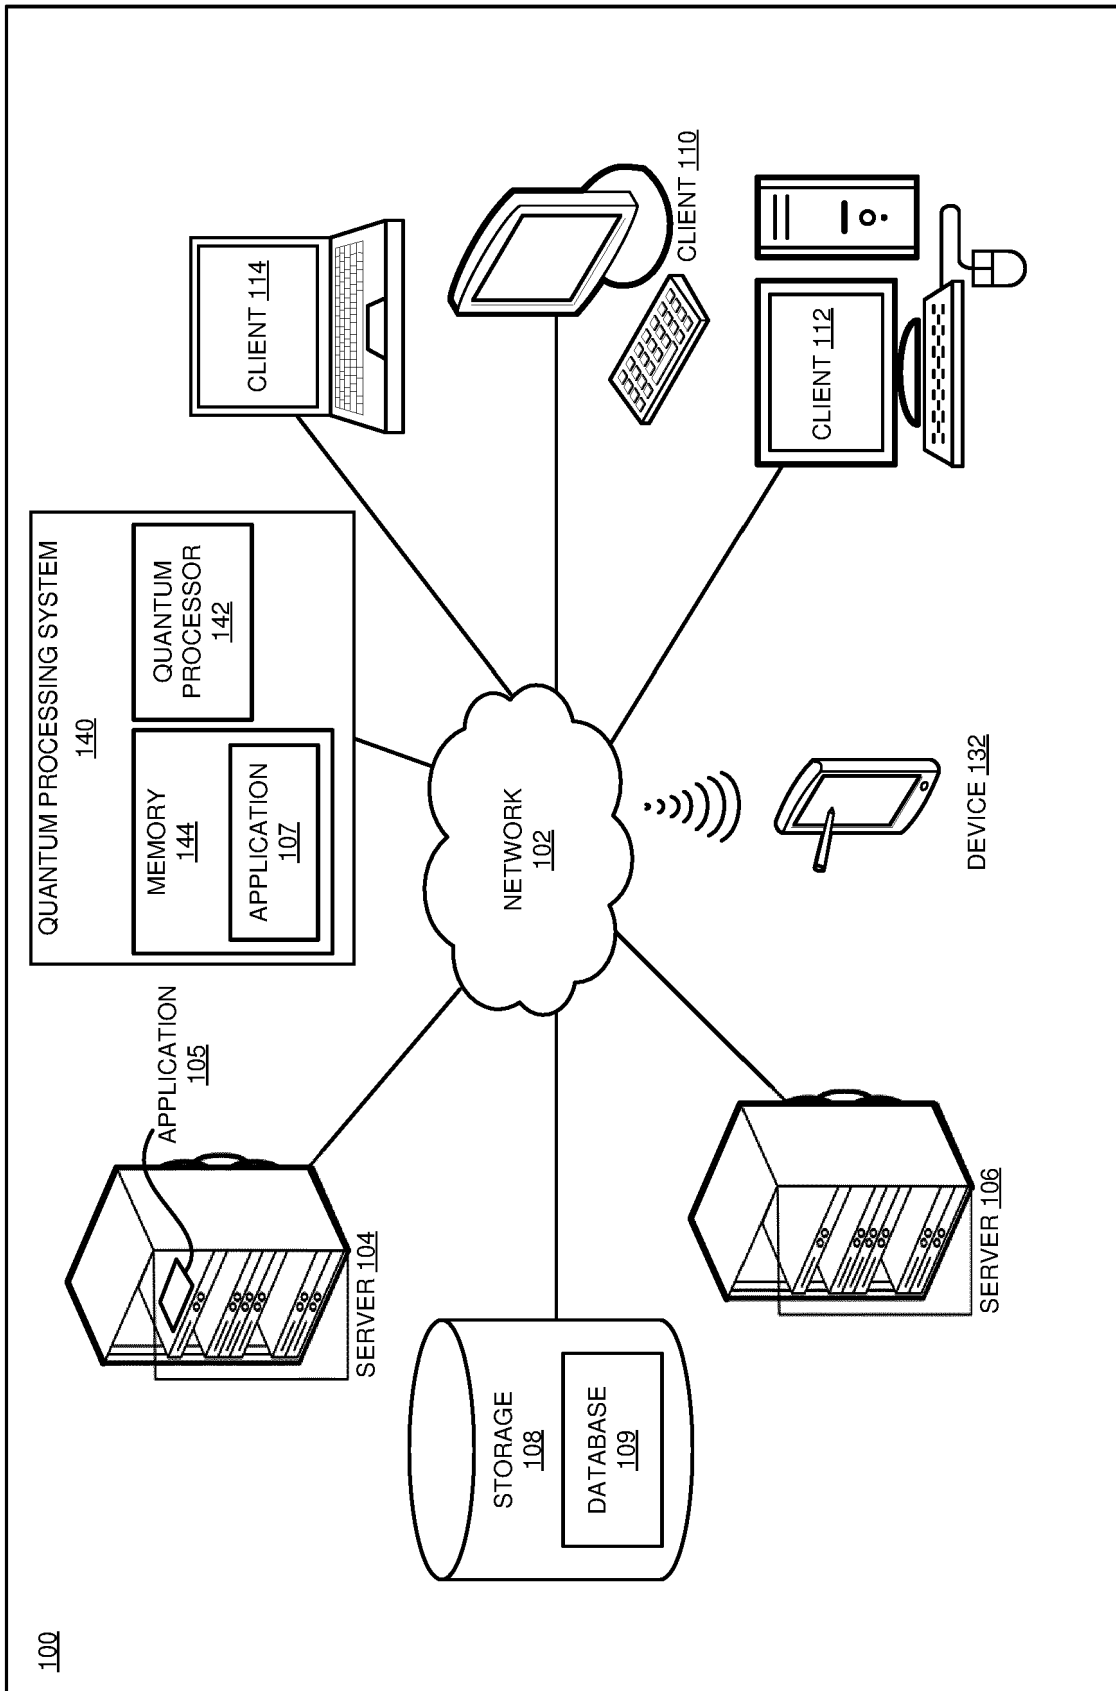 100
QUANTUM PROCESSING SYSTEM
140
MEMORY
144
APPLICATION
107
QUANTUM
PROCESSOR
142
APPLICATION
105
SERVER 104
CLIENT 114
STORAGE
108
DATABASE
109
NETWORK
102
CLIENT 110
SERVER 106
DEVICE 132
CLIENT 112